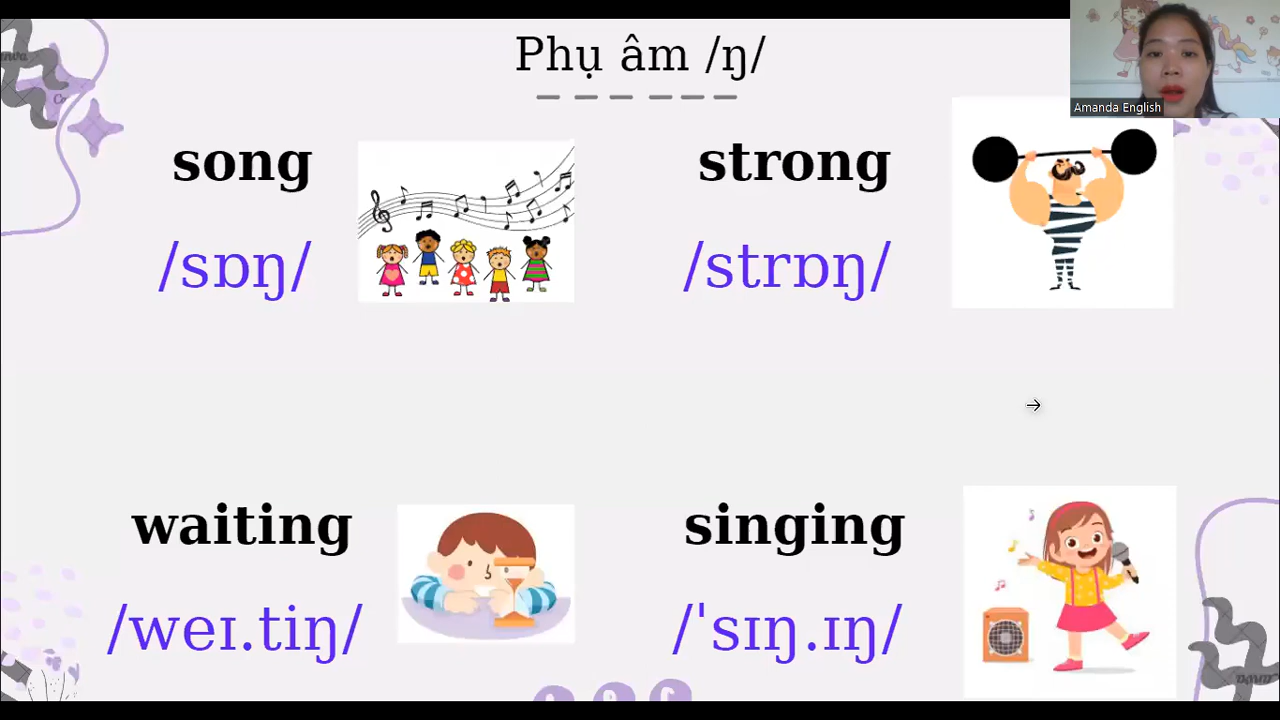 Phụ âm /ŋ/
Amanda English
song
strong
/sɒŋ/
/strɒŋ/
waiting
singing
/weɪ.tiŋ/
/ˈsɪŋ.ɪŋ/